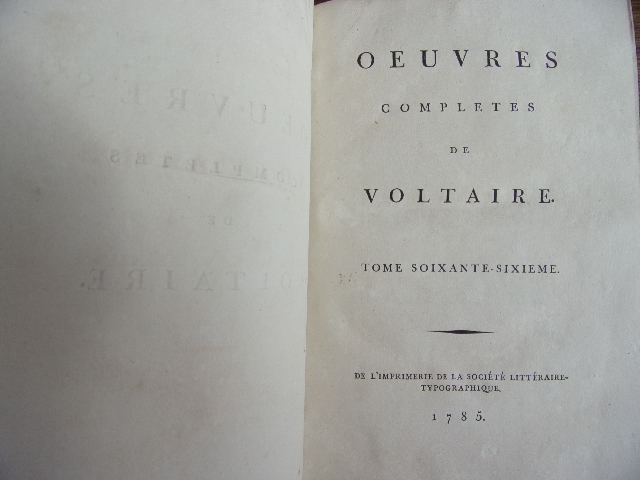 OEUVRES
COMPLETES
DE
VOLTAIRE.
TOME SOIXANTE-SIXIEME.
DE L'IMPRIMERIE DE LA SOCIÉTÉ LITTÉRAIRE-
TYPOGRAPHIQUE.
1785.